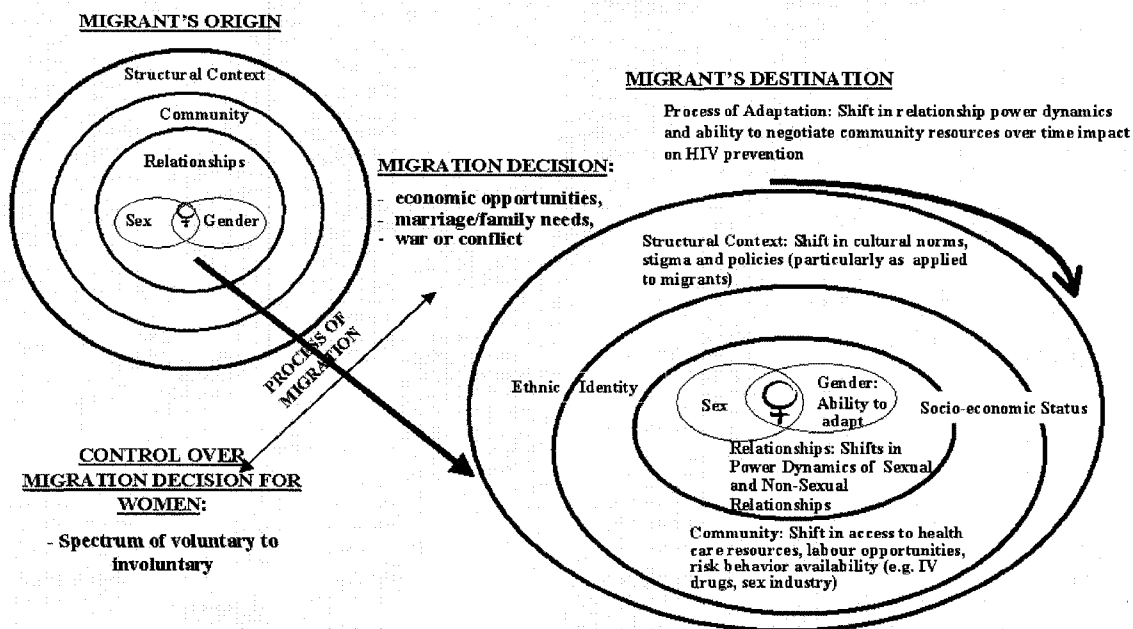 MIGRANT'S ORIGIN
Structural Context
Community
Relationships
Sex
Gender
MIGRATION DECISION:
- economic opportunities,
- marriage/family needs,
- war or conflict
PROCESS OF
MIGRATION
CONTROL OVER
MIGRATION DECISION FOR
WOMEN:
- Spectrum of voluntary to
involuntary
MIGRANT'S DESTINATION
Process of Adaptation: Shift in relationship power dynamics
and ability to negotiate community resources over time impact
on HIV prevention
Structural Context: Shift in cultural norms,
stigma and policies (particularly as applied
to migrants)
Ethnic Identity
Sex
Gender:
Ability to
adapt
Socio-economic Status
Relationships: Shifts in
Power Dynamics of Sexual
and Non-Sexual
Relationships
Community: Shift in access to health
care resources, labour opportunities,
risk behavior availability (e.g. IV
drugs, sex industry)